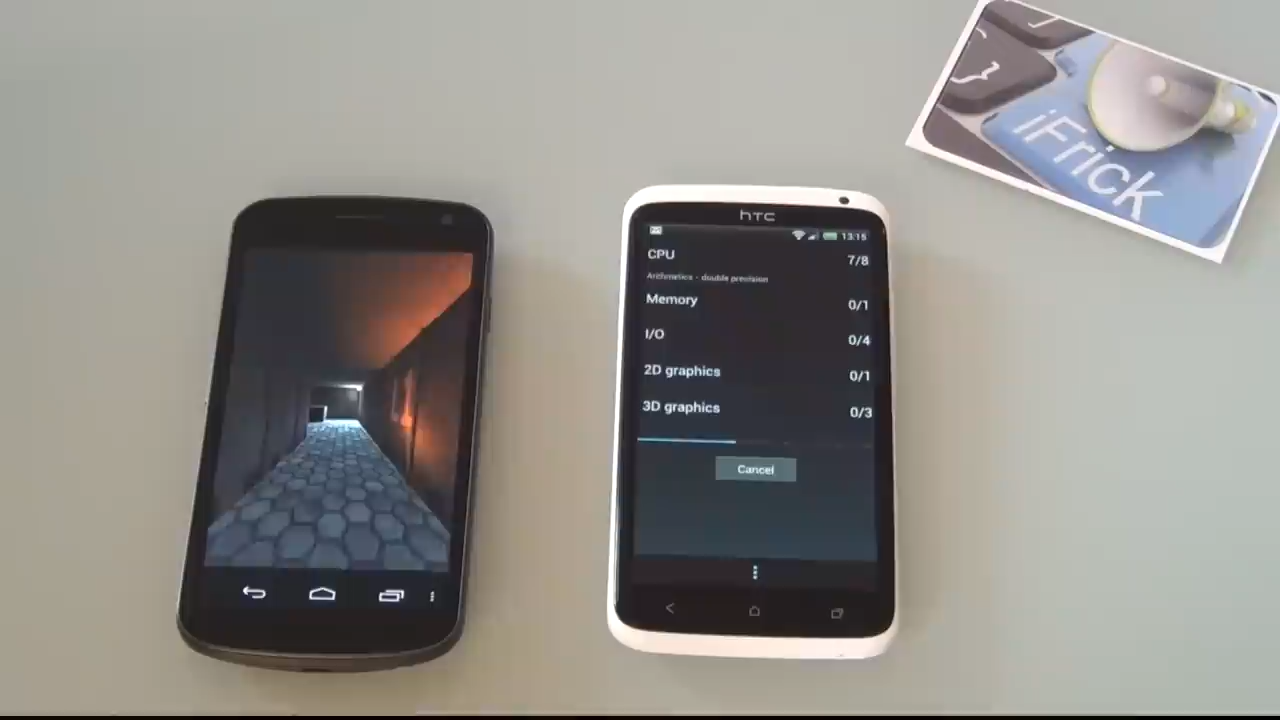 iFrick
}
hTC
13:15
CPU 7/8
Arithmetics - double precision
Memory 0/1
I/O 0/4
2D graphics 0/1
3D graphics 0/3
Cancel